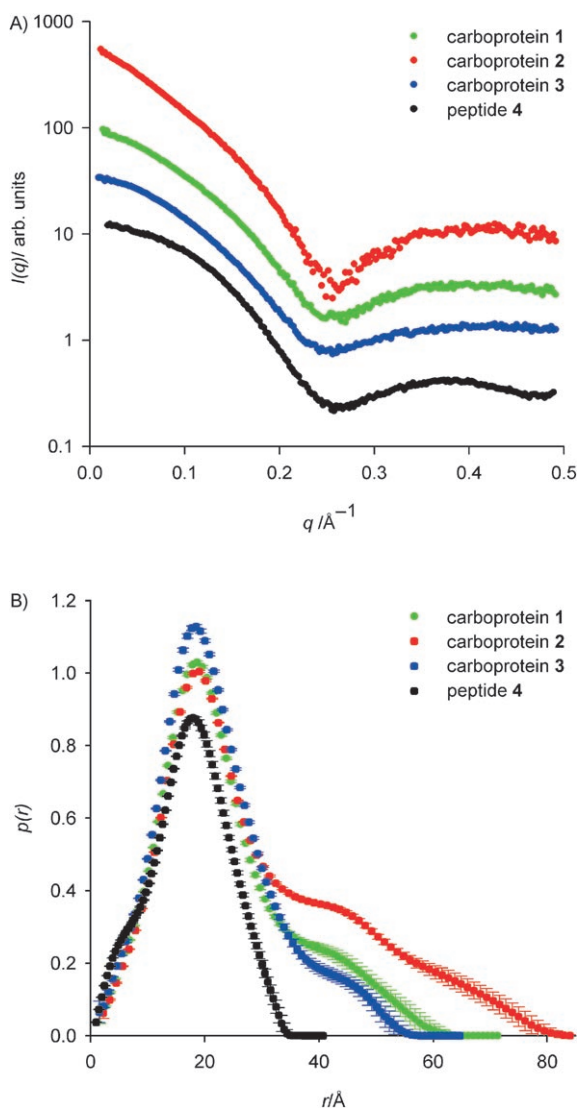 A)
1000
100
10
1
0.1
I(q)/ arb. units
carboprotein 1
carboprotein 2
carboprotein 3
peptide 4
0.0 0.1 0.2 0.3 0.4 0.5
q /Å⁻¹
B)
1.2
1.0
0.8
0.6
0.4
0.2
0.0
p(r)
carboprotein 1
carboprotein 2
carboprotein 3
peptide 4
0 20 40 60 80
r/Å